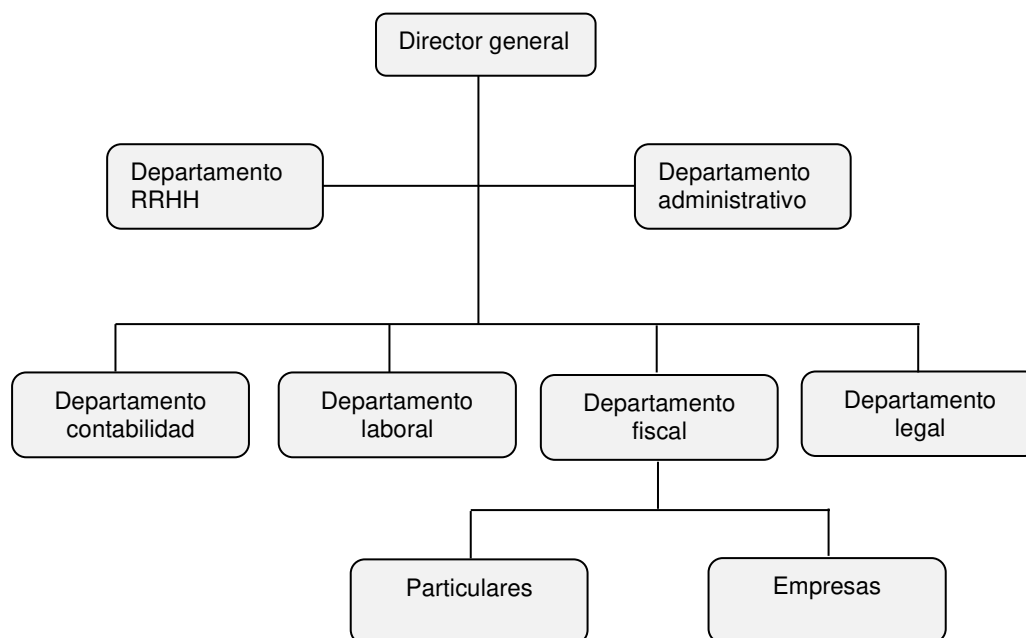 Director general
Departamento
RRHH
Departamento
administrativo
Departamento
contabilidad
Departamento
laboral
Departamento
fiscal
Departamento
legal
Particulares
Empresas